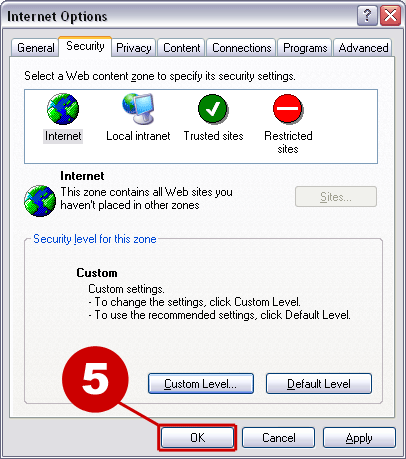 Internet Options
General Security Privacy Content Connections Programs Advanced
Select a Web content zone to specify its security settings.
Internet Local intranet Trusted sites Restricted sites
Internet
This zone contains all Web sites you
haven't placed in other zones
Sites...
Security level for this zone
Custom
Custom settings.
- To change the settings, click Custom Level.
- To use the recommended settings, click Default Level.
5
Custom Level... Default Level
OK Cancel Apply